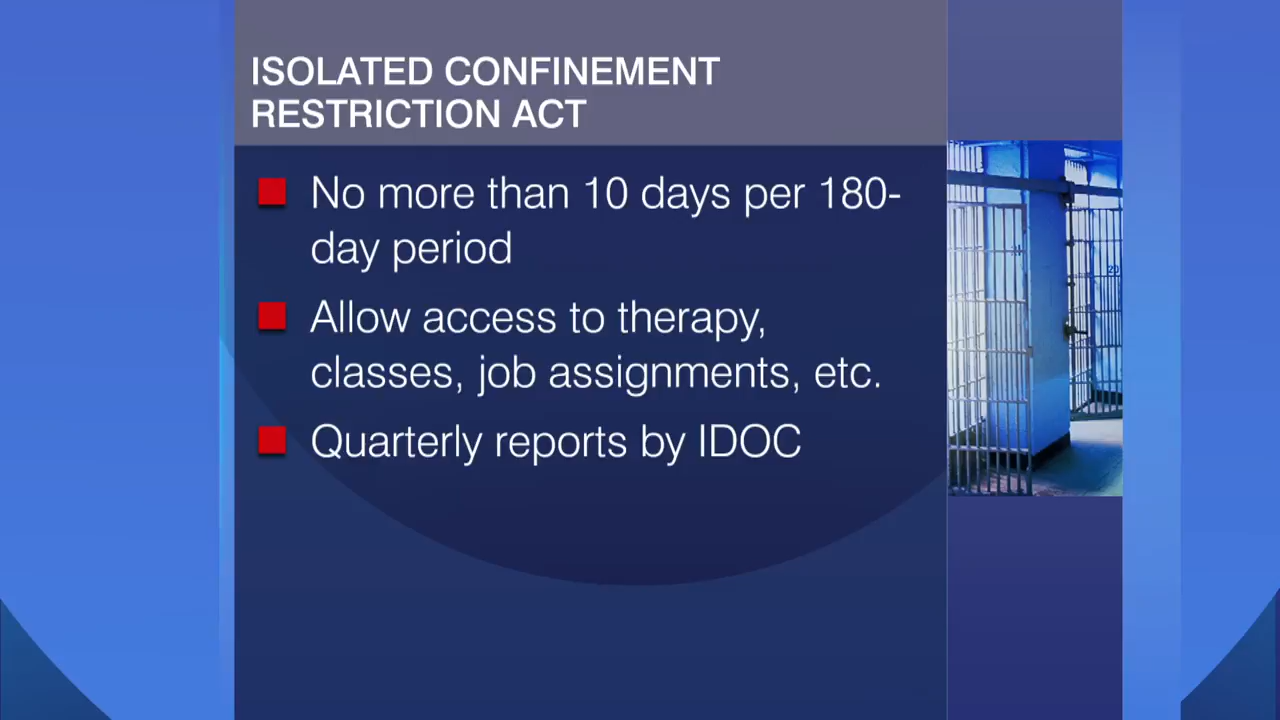 ISOLATED CONFINEMENT
RESTRICTION ACT
No more than 10 days per 180-
day period
Allow access to therapy,
classes, job assignments, etc.
Quarterly reports by IDOC
20